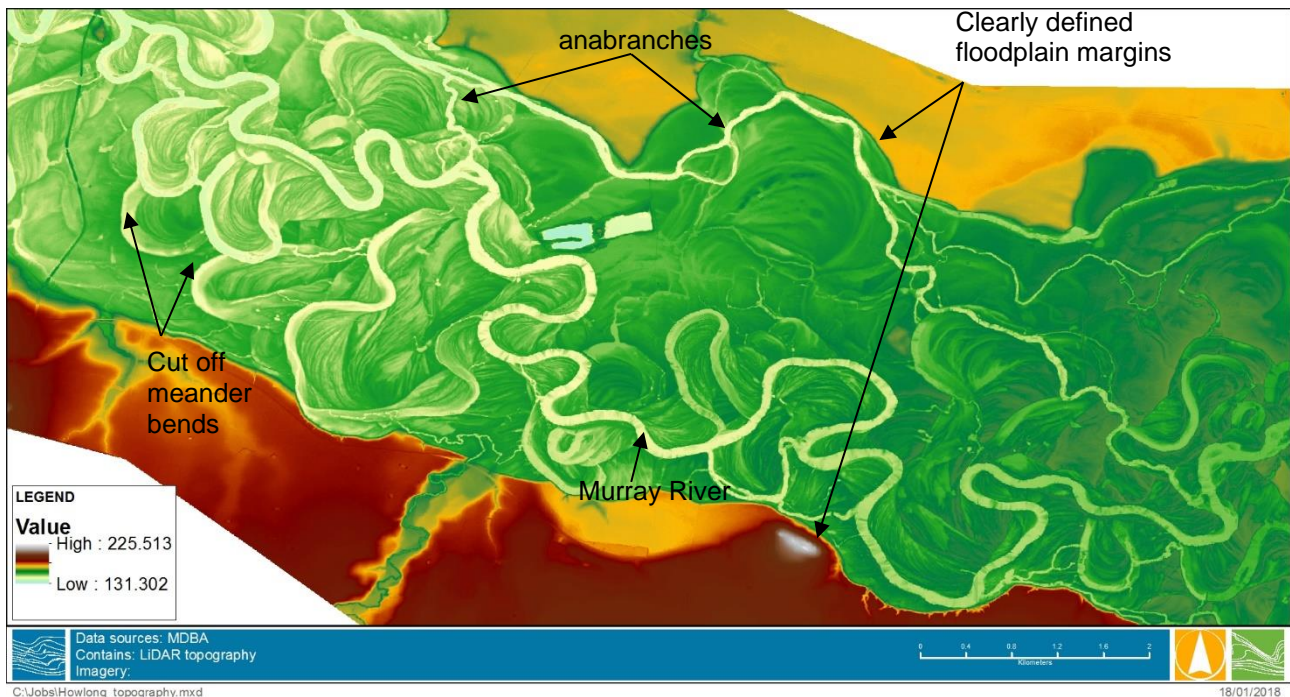 anabranches
Clearly defined
floodplain margins
Cut off
meander
bends
Murray River
LEGEND
Value
High : 225.513
Low : 131.302
Data sources: MDBA
Contains: LiDAR topography
Imagery:
0 0.4 0.8 1.2 1.6 2
Kilometers
C:\Jobs\Howlong_topography.mxd
18/01/2018